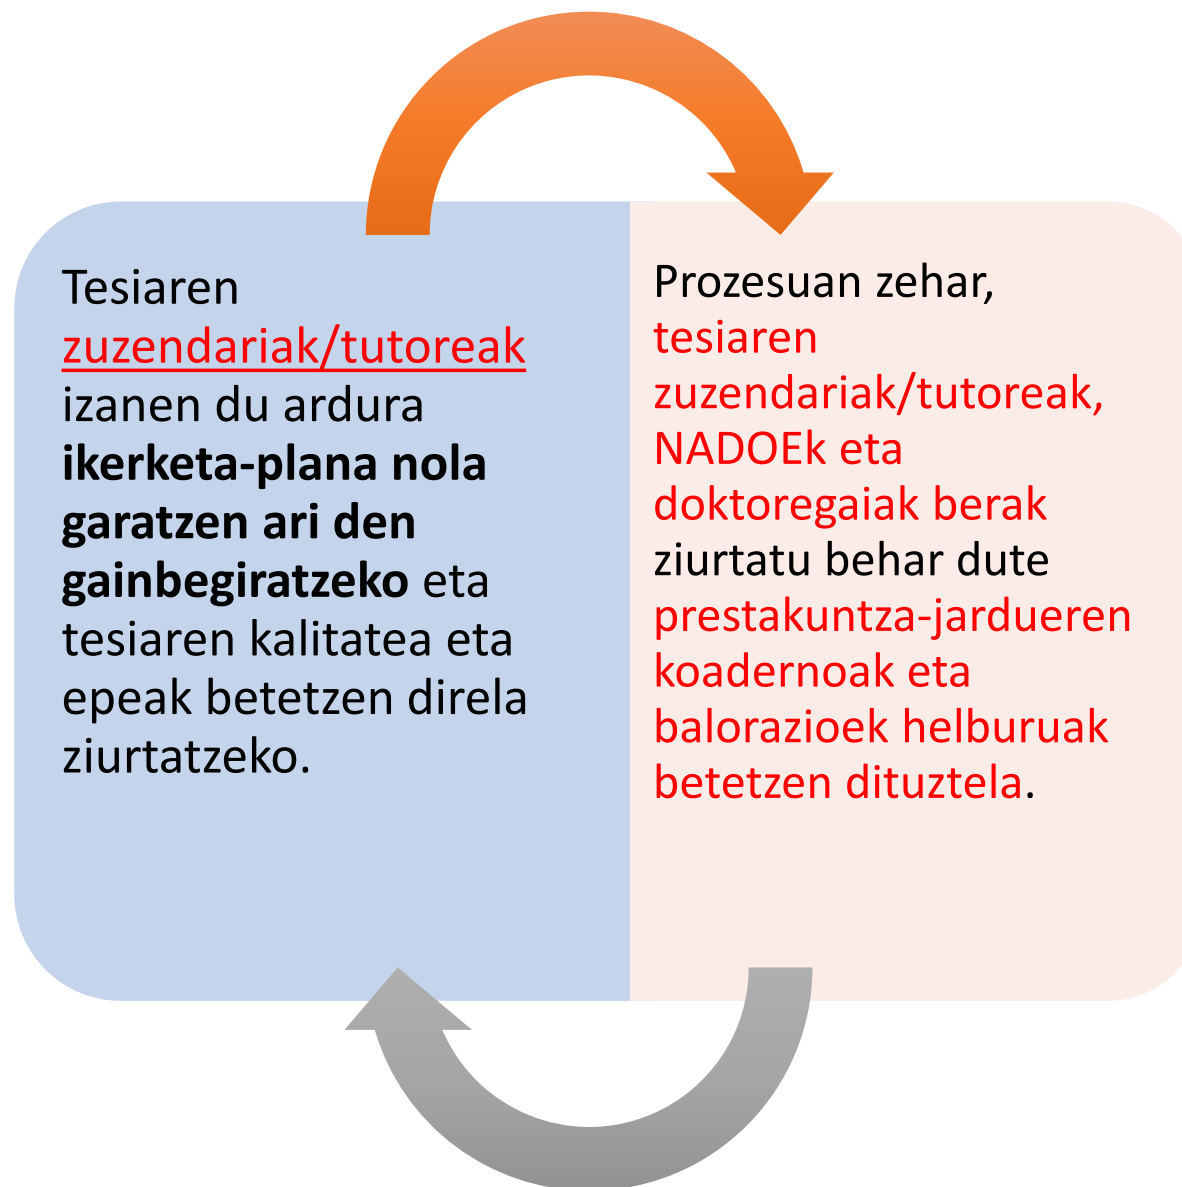 Tesiaren
zuzendariak/tutoreak
izanen du ardura
ikerketa-plana nola
garatzen ari den
gainbegiratzeko eta
tesiaren kalitatea eta
epeak betetzen direla
ziurtatzeko.
Prozesuan zehar,
tesiaren
zuzendariak/tutoreak,
NADOEk eta
doktoregaiak berak
ziurtatu behar dute
prestakuntza-jardueren
koadernoak eta
balorazioek helburuak
betetzen dituztela.